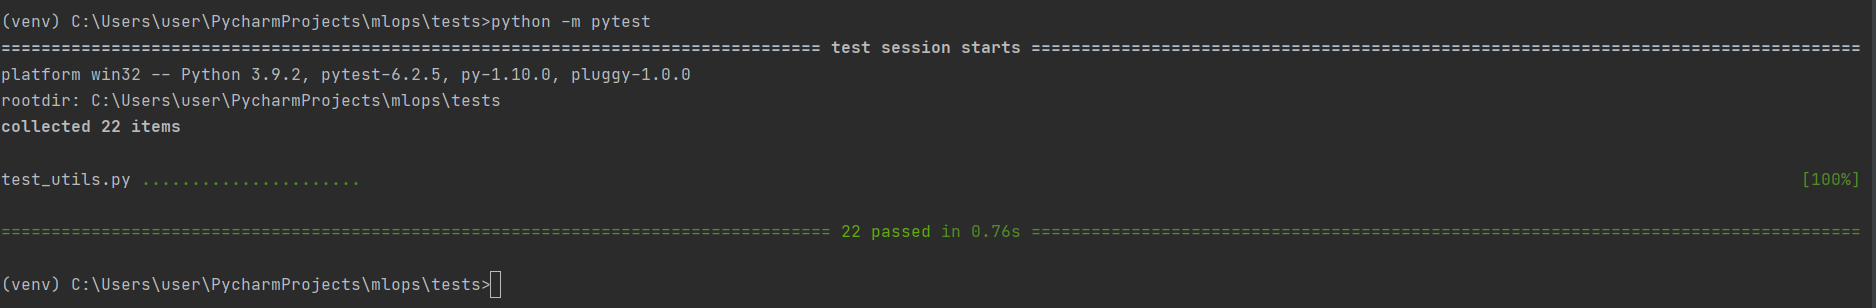 (venv) C:\Users\user\PycharmProjects\mlops\tests>python -m pytest
================================================================================== test session starts ===================================================================================
platform win32 -- Python 3.9.2, pytest-6.2.5, py-1.10.0, pluggy-1.0.0
rootdir: C:\Users\user\PycharmProjects\mlops\tests
collected 22 items
test_utils.py ...................... [100%]
=================================================================================== 22 passed in 0.76s ===================================================================================
(venv) C:\Users\user\PycharmProjects\mlops\tests>